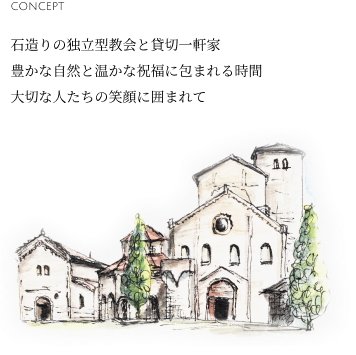 CONCEPT
石造りの独立型教会と貸切一軒家
豊かな自然と温かな祝福に包まれる時間
大切な人たちの笑顔に囲まれて